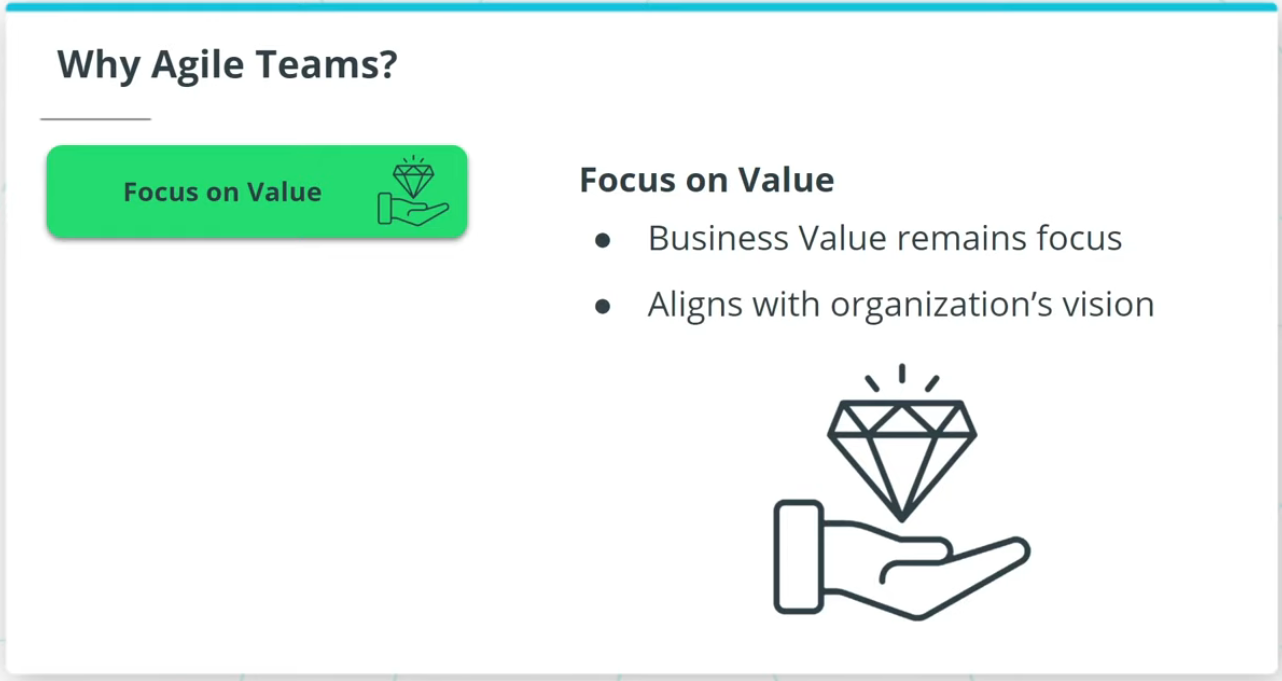 Why Agile Teams?
Focus on Value
Focus on Value
● Business Value remains focus
● Aligns with organization’s vision